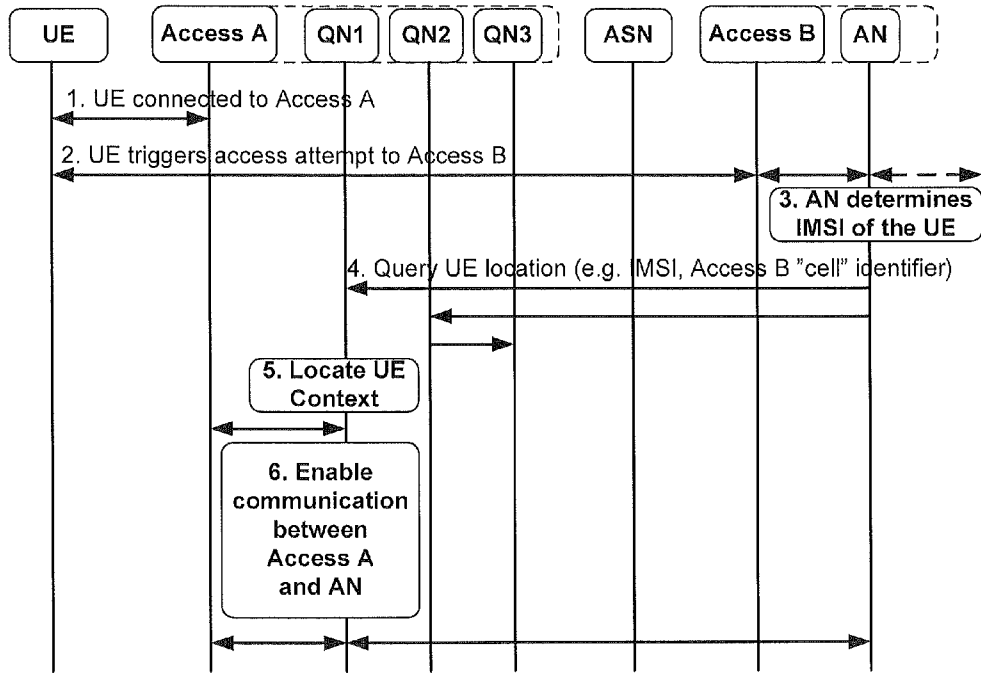 UE Access A QN1 QN2 QN3 ASN Access B AN
1. UE connected to Access A
2. UE triggers access attempt to Access B
3. AN determines
IMSI of the UE
4. Query UE location (e.g. IMSI, Access B "cell" identifier)
5. Locate UE
Context
6. Enable
communication
between
Access A
and AN